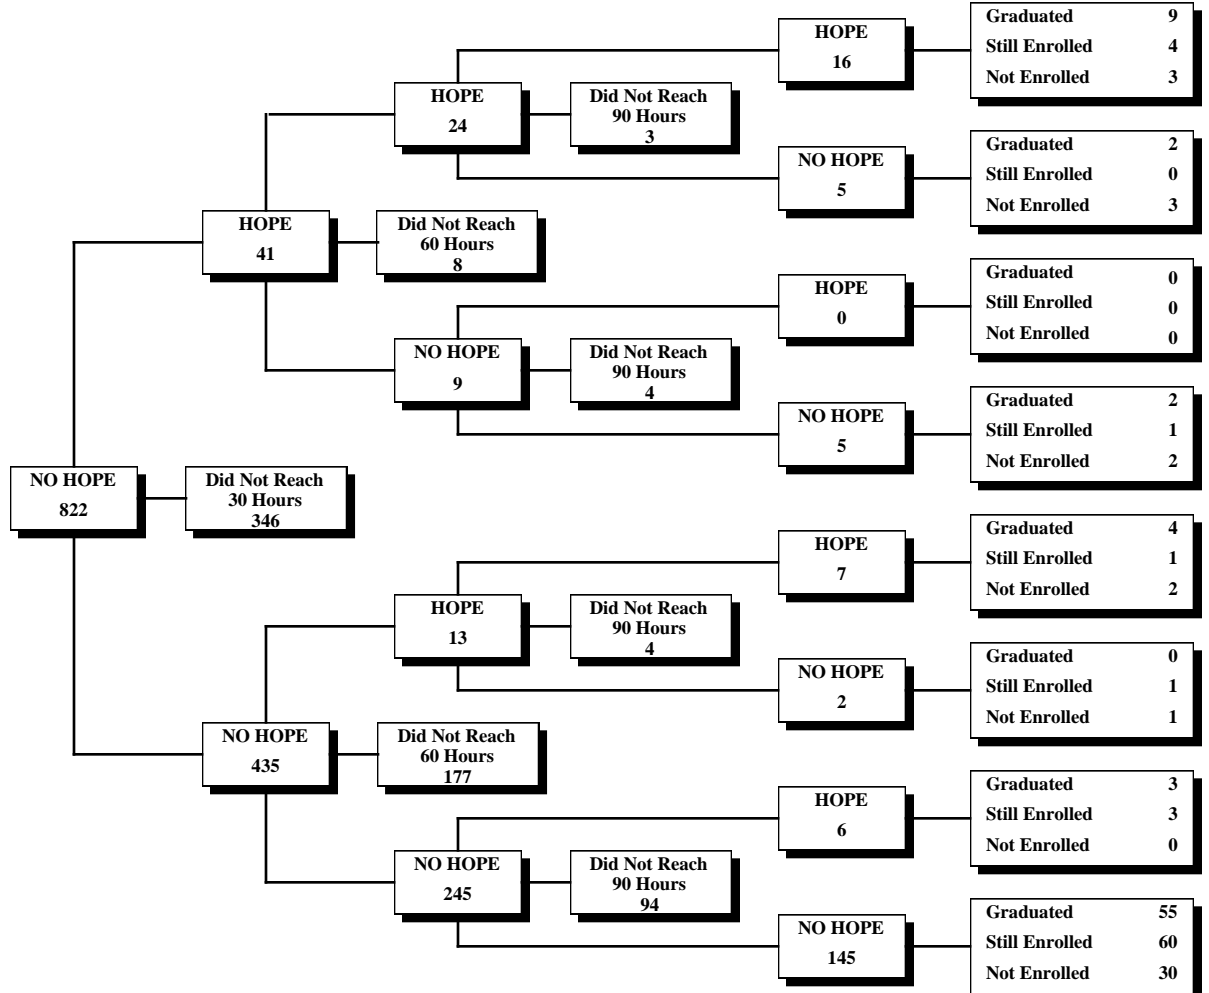 Graduated 9
Still Enrolled 4
Not Enrolled 3
HOPE
16
HOPE
24
Did Not Reach
90 Hours
3
Graduated 2
Still Enrolled 0
Not Enrolled 3
NO HOPE
5
HOPE
41
Did Not Reach
60 Hours
8
Graduated 0
Still Enrolled 0
Not Enrolled 0
HOPE
0
NO HOPE
9
Did Not Reach
90 Hours
4
Graduated 2
Still Enrolled 1
Not Enrolled 2
NO HOPE
5
NO HOPE
822
Did Not Reach
30 Hours
346
Graduated 4
Still Enrolled 1
Not Enrolled 2
HOPE
7
HOPE
13
Did Not Reach
90 Hours
4
Graduated 0
Still Enrolled 1
Not Enrolled 1
NO HOPE
2
NO HOPE
435
Did Not Reach
60 Hours
177
Graduated 3
Still Enrolled 3
Not Enrolled 0
HOPE
6
NO HOPE
245
Did Not Reach
90 Hours
94
Graduated 55
Still Enrolled 60
Not Enrolled 30
NO HOPE
145